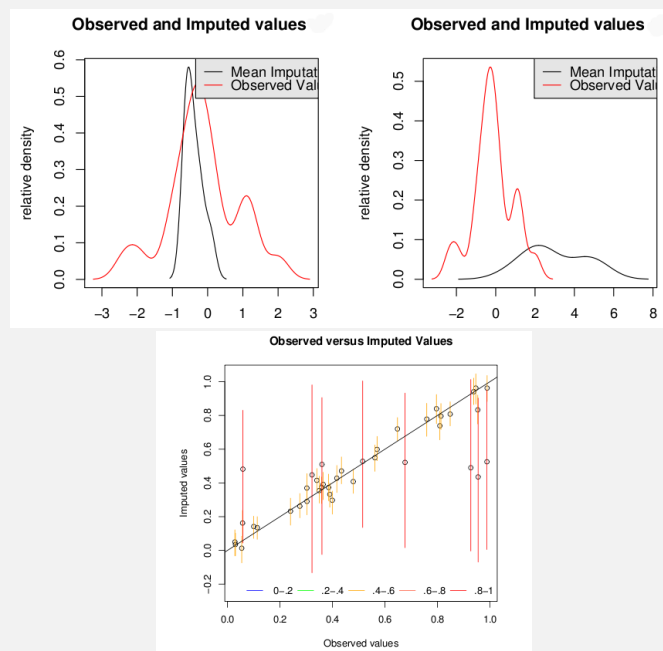 Observed and Imputed values
relative density
0.0 0.1 0.2 0.3 0.4 0.5 0.6
Mean Imputat
Observed Valu
−3 −2 −1 0 1 2 3
Observed and Imputed values
relative density
0.0 0.1 0.2 0.3 0.4 0.5
Mean Imputat
Observed Valu
−2 0 2 4 6 8
Observed versus Imputed Values
Imputed values
−0.2 0.0 0.2 0.4 0.6 0.8 1.0
0−.2 .2−.4 .4−.6 .6−.8 .8−1
0.0 0.2 0.4 0.6 0.8 1.0
Observed values